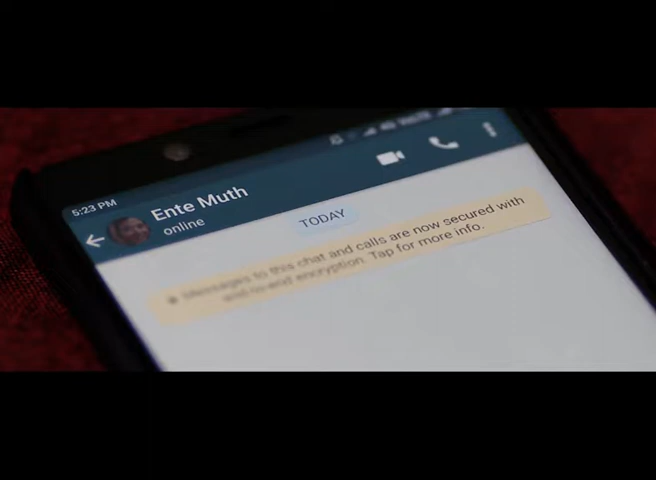 5:23 PM
Ente Muth
online
TODAY
Messages to this chat and calls are now secured with
end-to-end encryption. Tap for more info.